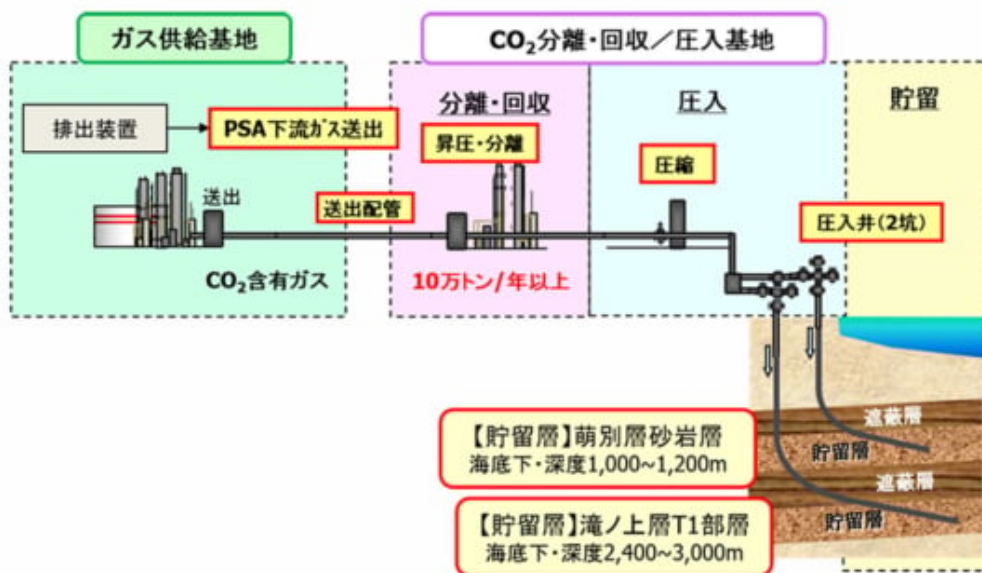 ガス供給基地
CO₂分離・回収／圧入基地
排出装置
PSA下流ガス送出
送出
送出配管
CO₂含有ガス
分離・回収
昇圧・分離
10万トン/年以上
圧入
圧縮
貯留
圧入井(2坑)
【貯留層】萌別層砂岩層
海底下・深度1,000~1,200m
【貯留層】滝ノ上層T1部層
海底下・深度2,400~3,000m
遮蔽層
貯留層
遮蔽層
貯留層